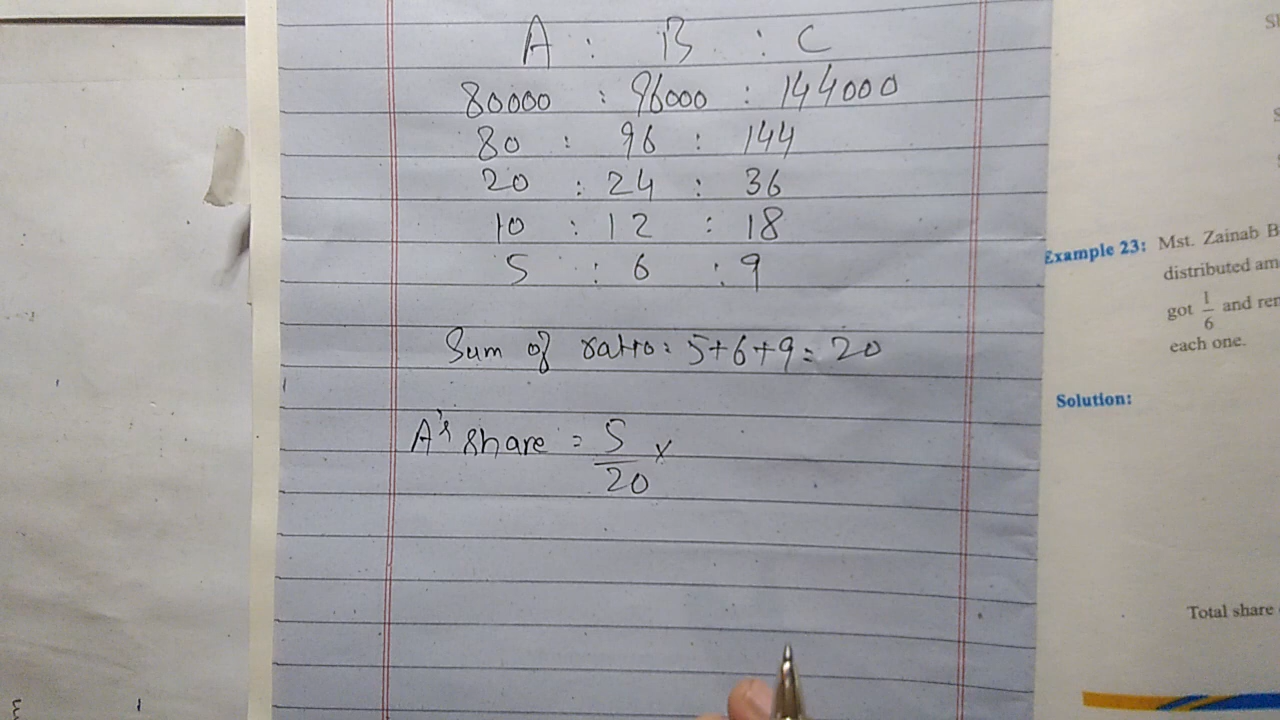 A : B : C
80000 : 96000 : 144000
80 : 96 : 144
20 : 24 : 36
10 : 12 : 18
5 : 6 : 9
Sum of ratio = 5+6+9 = 20
A's share = 5/20 x
Example 23: Mst. Zainab B
distributed am
got 1/6 and rer
each one.
Solution:
Total share